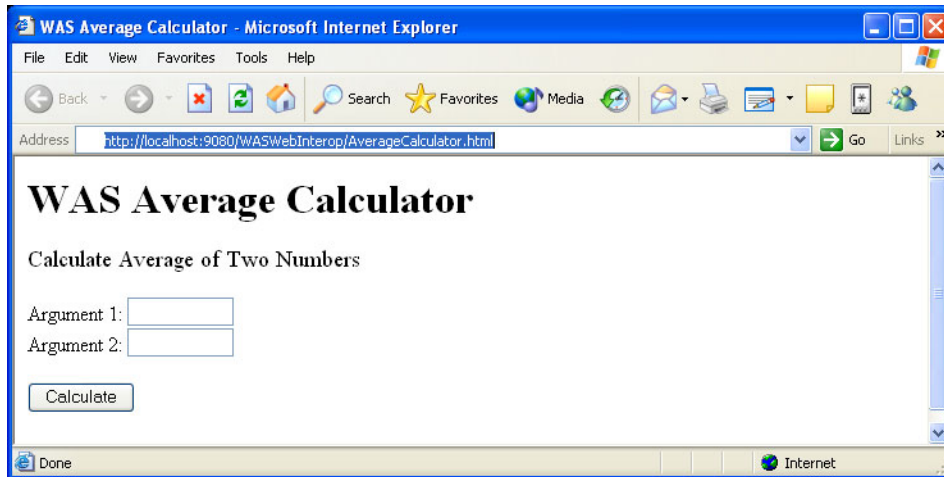 WAS Average Calculator - Microsoft Internet Explorer
File Edit View Favorites Tools Help
Back Search Favorites Media
Address http://localhost:9080/WASWebInterop/AverageCalculator.html Go Links »
WAS Average Calculator
Calculate Average of Two Numbers
Argument 1:
Argument 2:
Calculate
Done Internet